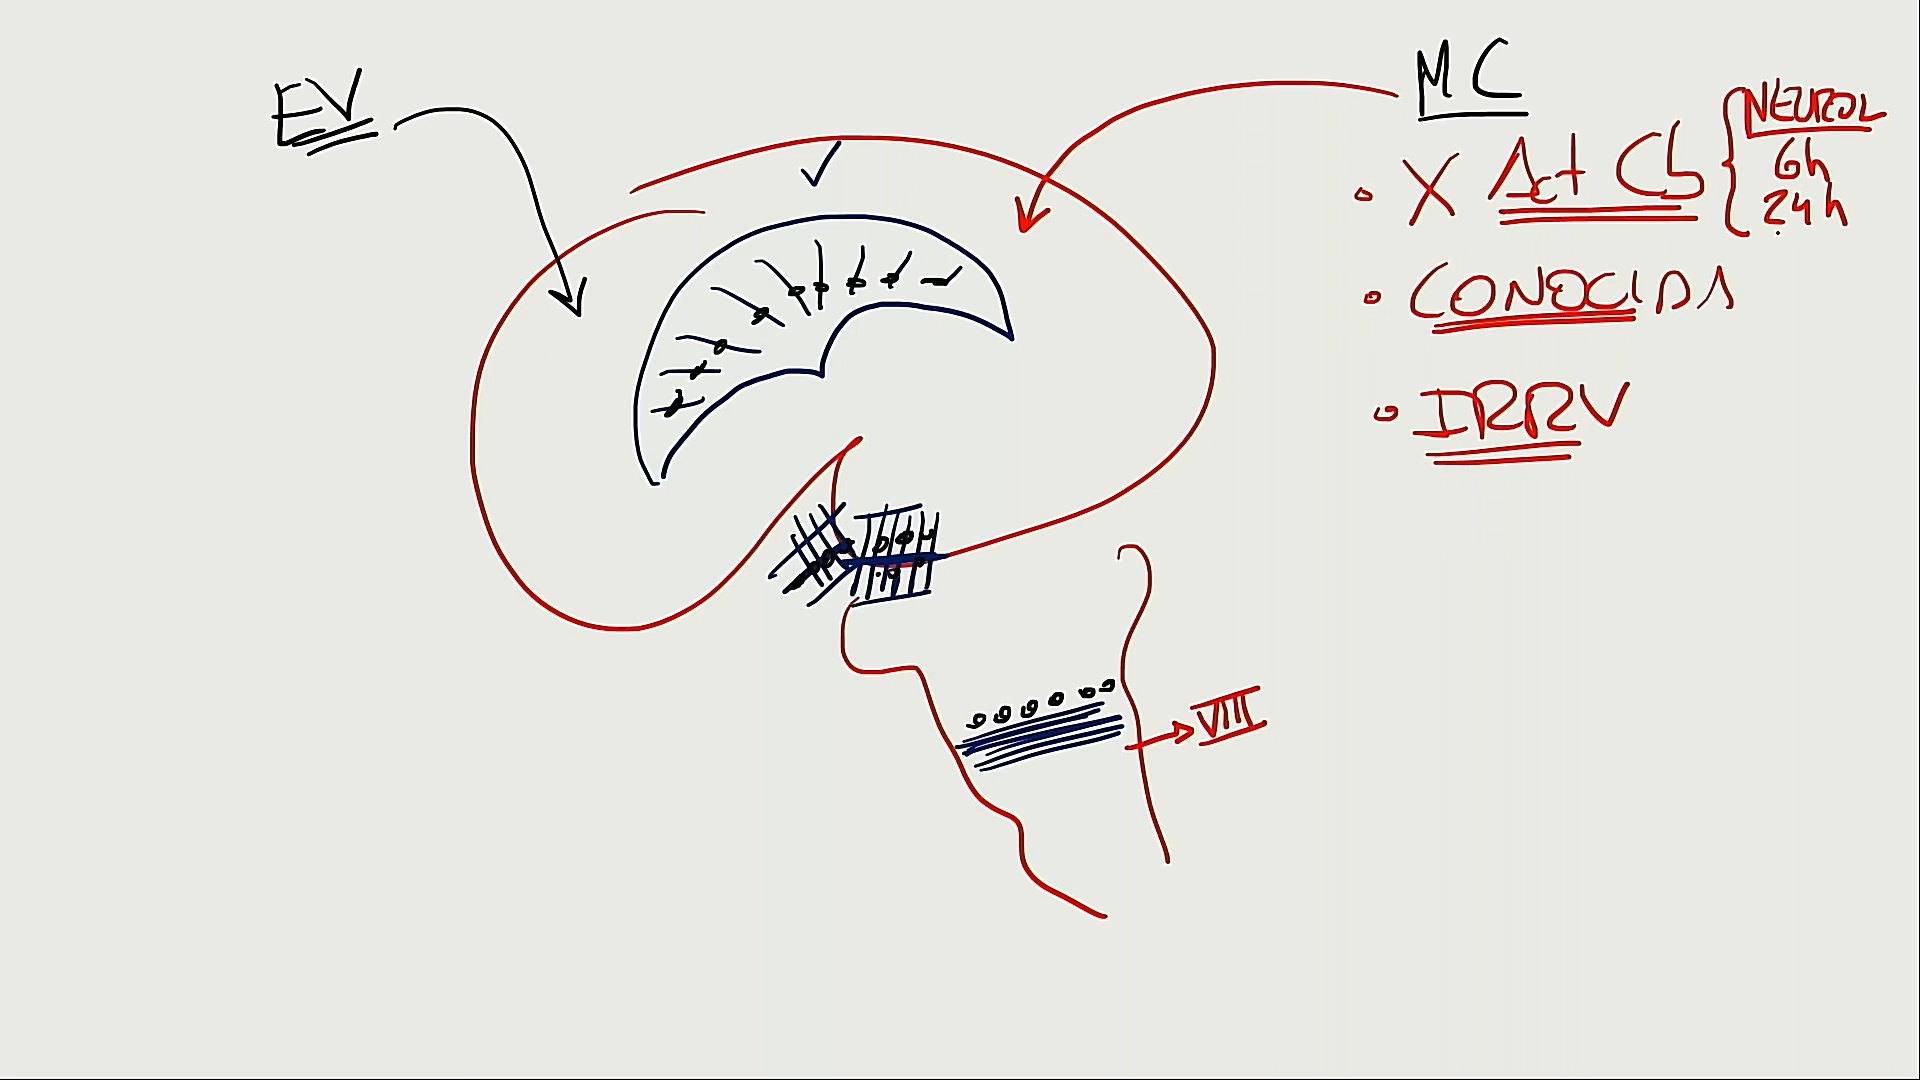 EV
MC
• X Act Cb { NEUROL
6h
24h
• CONOCIDA
• IRRV
VIII